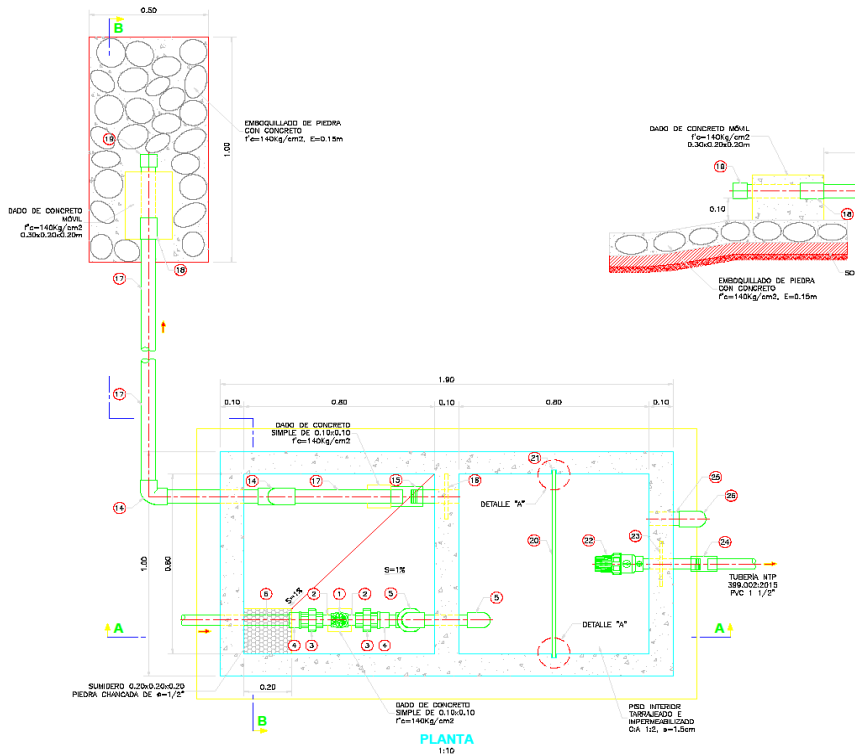 0.50
B
EMBOQUILLADO DE PIEDRA
CON CONCRETO
f'c=140Kg/cm2, E=0.15m
1.00
19
DADO DE CONCRETO
MÓVIL
f'c=140Kg/cm2
0.30x0.20x0.20m
18
17
DADO DE CONCRETO MÓVIL
f'c=140Kg/cm2
0.30x0.20x0.20m
19
18
0.10
EMBOQUILLADO DE PIEDRA
CON CONCRETO
f'c=140Kg/cm2, E=0.15m
17
1.90
0.10
0.80
0.10
0.80
0.10
DADO DE CONCRETO
SIMPLE DE 0.10x0.10
f'c=140Kg/cm2
14
14
17
15
21
DETALLE "A"
25
26
20
22
23
24
TUBERÍA NTP
399.002:2015
PVC 1 1/2"
1.00
0.60
S=1%
S=1%
6
2
1
2
5
5
4
3
3
4
A
A
DETALLE "A"
SUMIDERO 0.20x0.20x0.20
PIEDRA CHANCADA DE ø=1/2"
0.20
B
DADO DE CONCRETO
SIMPLE DE 0.10x0.10
f'c=140Kg/cm2
PISO INTERIOR
TARRAJEADO E
IMPERMEABILIZADO
C:A 1:2, e=1.5cm
PLANTA
1:10